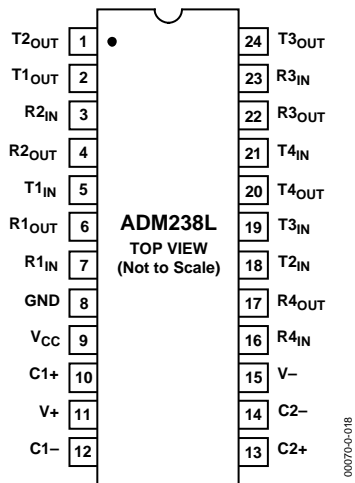 T2OUT 1 24 T3OUT
T1OUT 2 23 R3IN
R2IN 3 22 R3OUT
R2OUT 4 21 T4IN
T1IN 5 20 T4OUT
R1OUT 6 ADM238L 19 T3IN
TOP VIEW
R1IN 7 (Not to Scale) 18 T2IN
GND 8 17 R4OUT
VCC 9 16 R4IN
C1+ 10 15 V–
V+ 11 14 C2–
C1– 12 13 C2+
00070-0-018